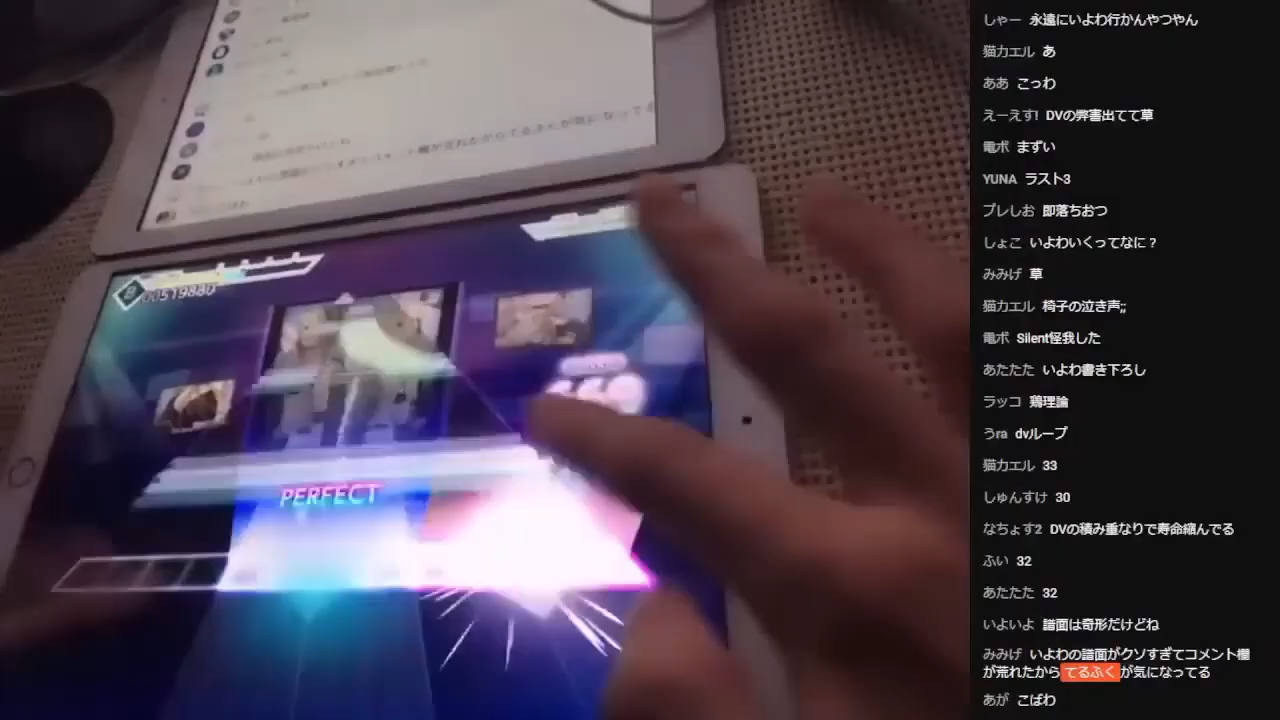 しゃー 永遠にいよわ行かんやつやん
猫カエル あ
ああ こっわ
えーえす! DVの弊害出てて草
電ボ まずい
YUNA ラスト3
プレしお 即落ちおつ
しょこ いよわいくってなに？
みみげ 草
猫カエル 椅子の泣き声;;
電ボ Silent怪我した
あたたた いよわ書き下ろし
ラッコ 鶏理論
うra dvループ
猫カエル 33
しゅんすけ 30
なちょす2 DVの積み重なりで寿命縮んでる
ふい 32
あたたた 32
いよいよ 譜面は奇形だけどね
みみげ いよわの譜面がクソすぎてコメント欄
が荒れたからてるふくが気になってる
あが こばわ
00519880
PERFECT